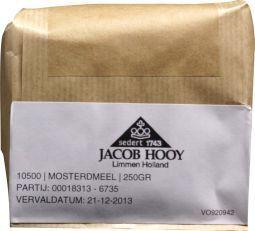 sedert 1743
JACOB HOOY
Limmen Holland
10500 | MOSTERDMEEL | 250GR
PARTIJ: 00018313 - 6735
VERVALDATUM: 21-12-2013
VO920942